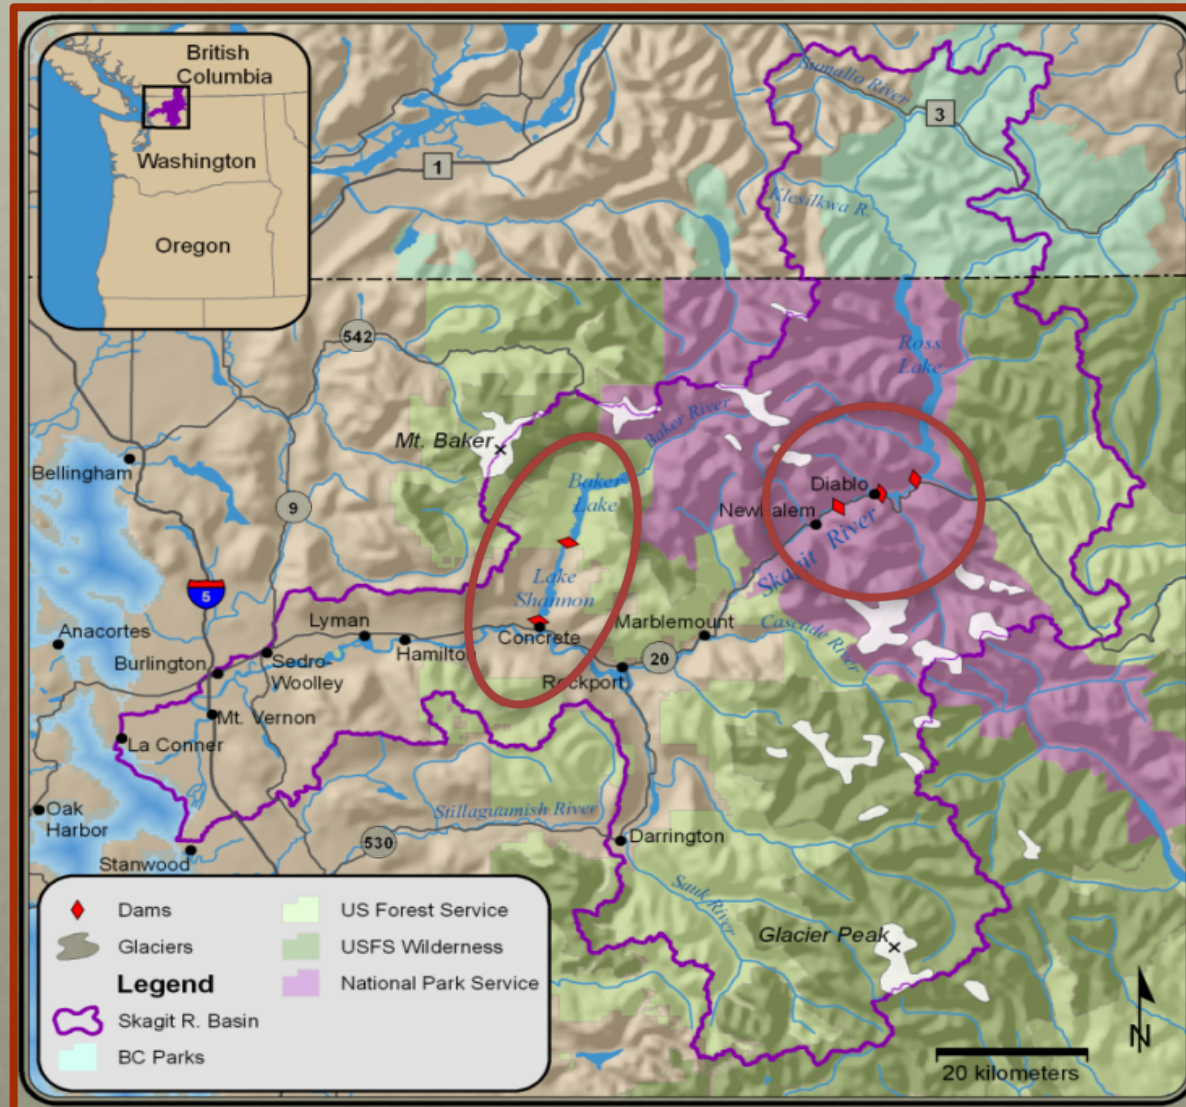 British
Columbia
Washington
Oregon
Sumallo River
3
1
Klesilkwa R.
542
Ross
Lake
Mt. Baker
Baker River
Bellingham
Baker
Lake
Diablo
9
Newhalem
Skagit River
5
Lake
Shannon
Anacortes
Lyman
Concrete
Marblemount
Cascade River
Burlington
Sedro-
Woolley
Hamilton
20
Rockport
Mt. Vernon
La Conner
Oak
Harbor
Stillaguamish River
530
Darrington
Stanwood
Sauk River
Glacier Peak
Dams
US Forest Service
Glaciers
USFS Wilderness
Legend
National Park Service
Skagit R. Basin
BC Parks
N
20 kilometers